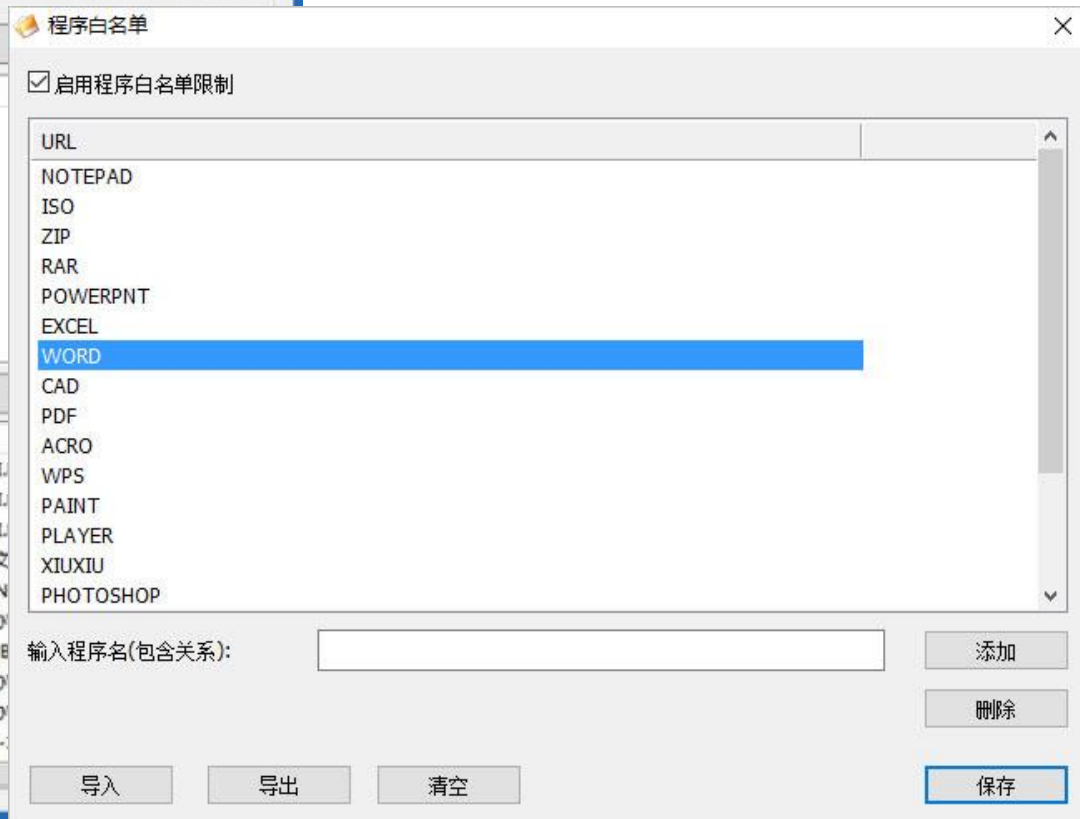 程序白名单
启用程序白名单限制
URL
NOTEPAD
ISO
ZIP
RAR
POWERPNT
EXCEL
WORD
CAD
PDF
ACRO
WPS
PAINT
PLAYER
XIUXIU
PHOTOSHOP
输入程序名(包含关系):
添加
删除
导入 导出 清空 保存